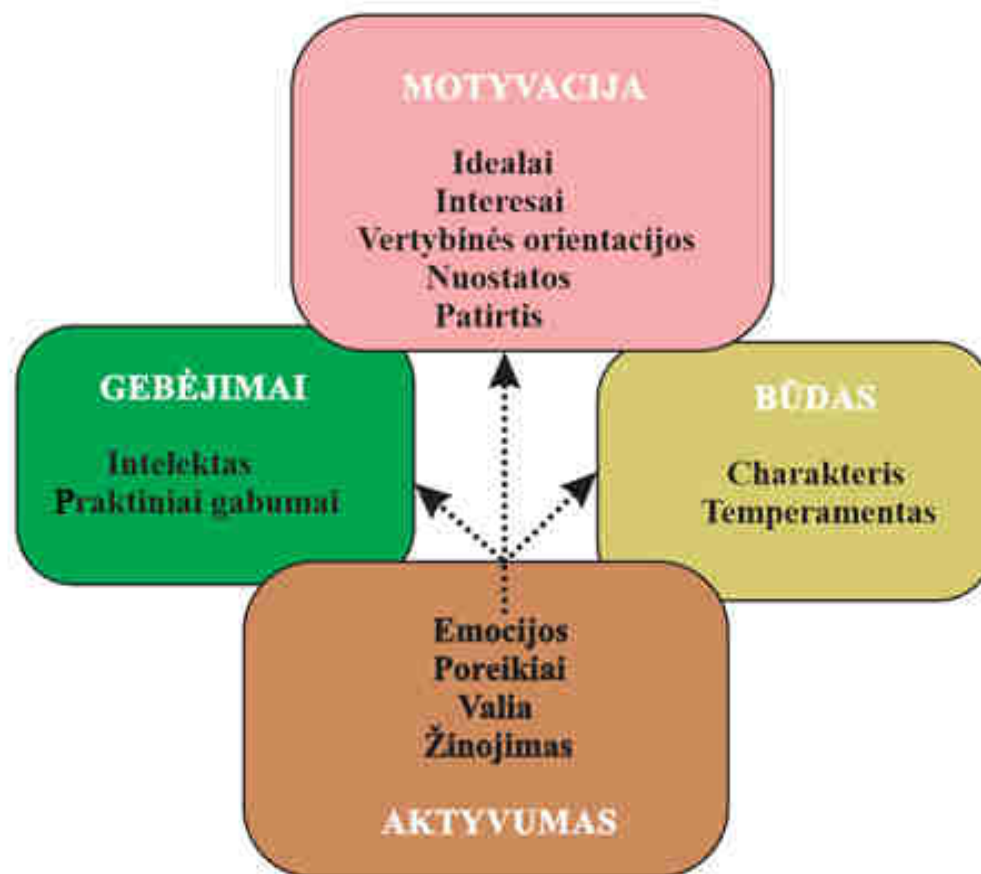 MOTYVACIJA
Idealai
Interesai
Vertybinės orientacijos
Nuostatos
Patirtis
GEBĖJIMAI
Intelektas
Praktiniai gabumai
BŪDAS
Charakteris
Temperamentas
Emocijos
Poreikiai
Valia
Žinojimas
AKTYVUMAS